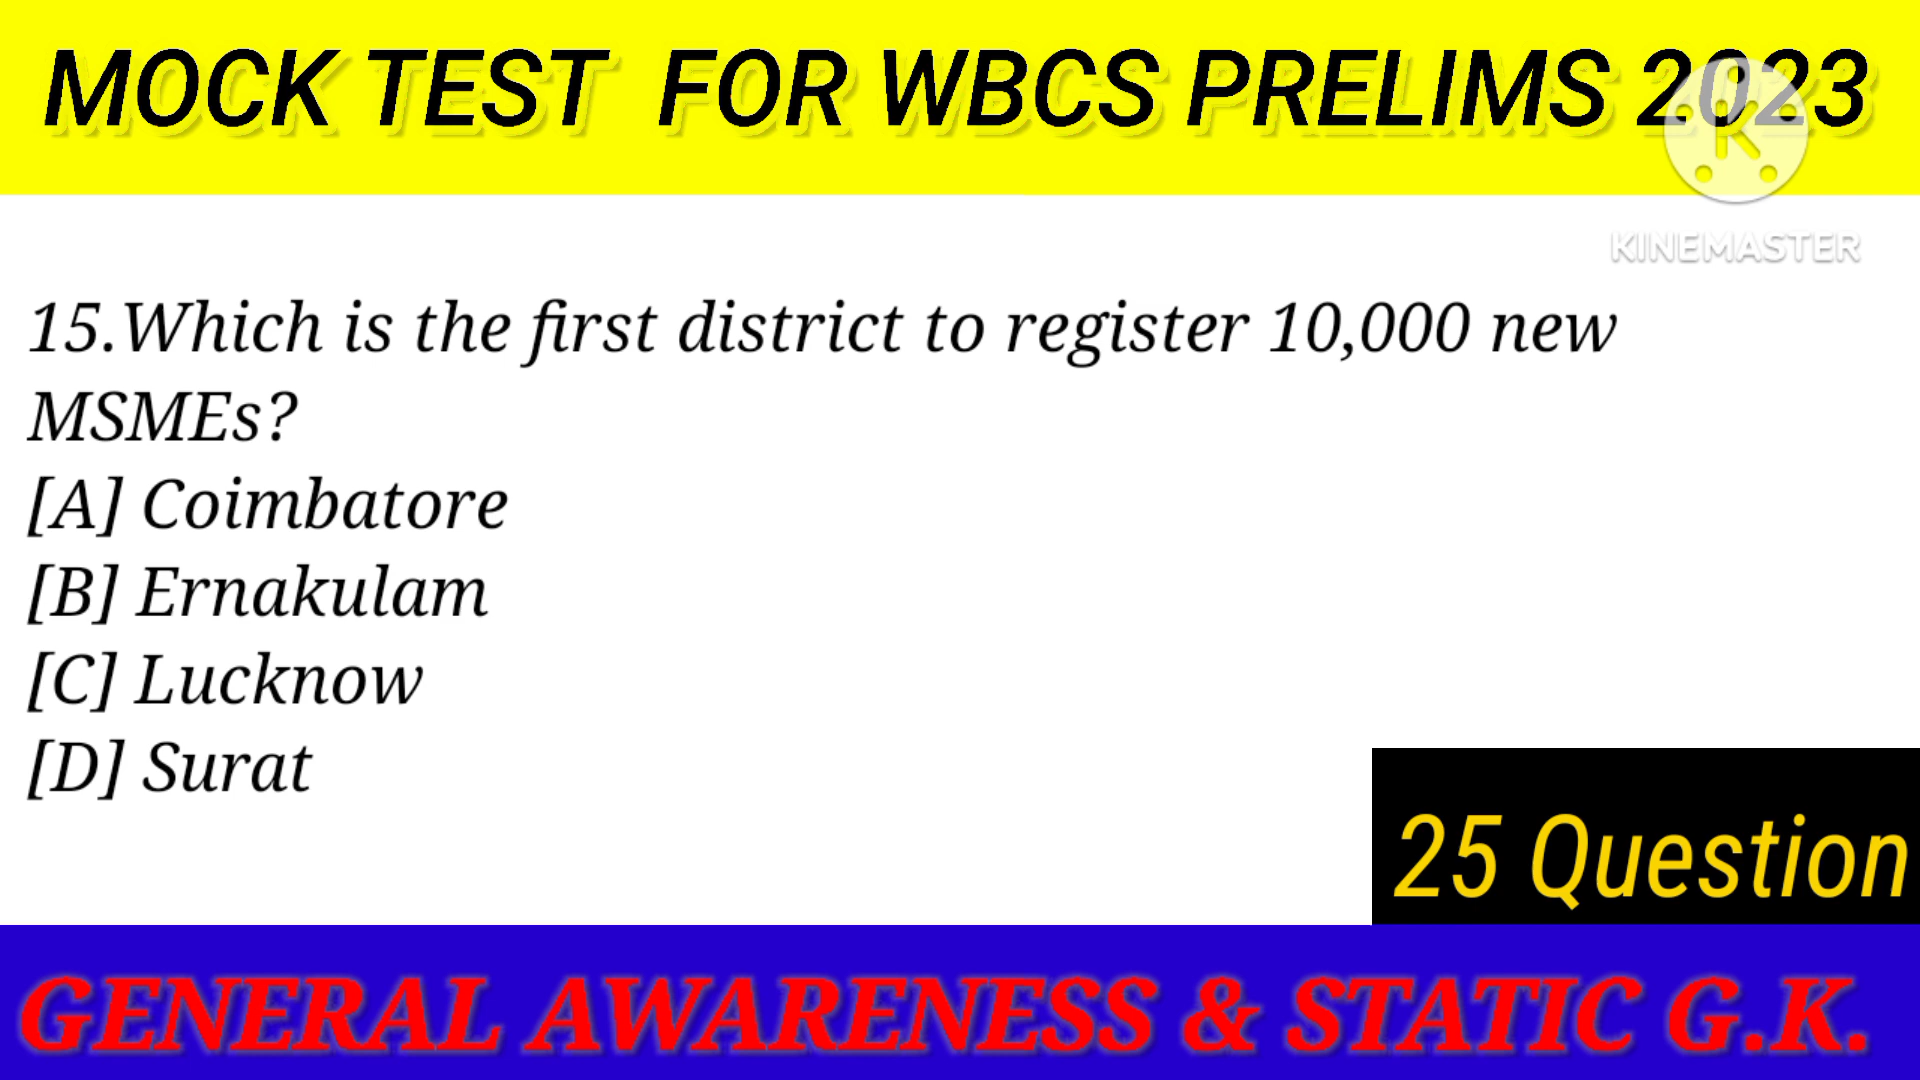 MOCK TEST FOR WBCS PRELIMS 2023
KINEMASTER
15.Which is the first district to register 10,000 new
MSMEs?
[A] Coimbatore
[B] Ernakulam
[C] Lucknow
[D] Surat
25 Question
GENERAL AWARENESS & STATIC G.K.